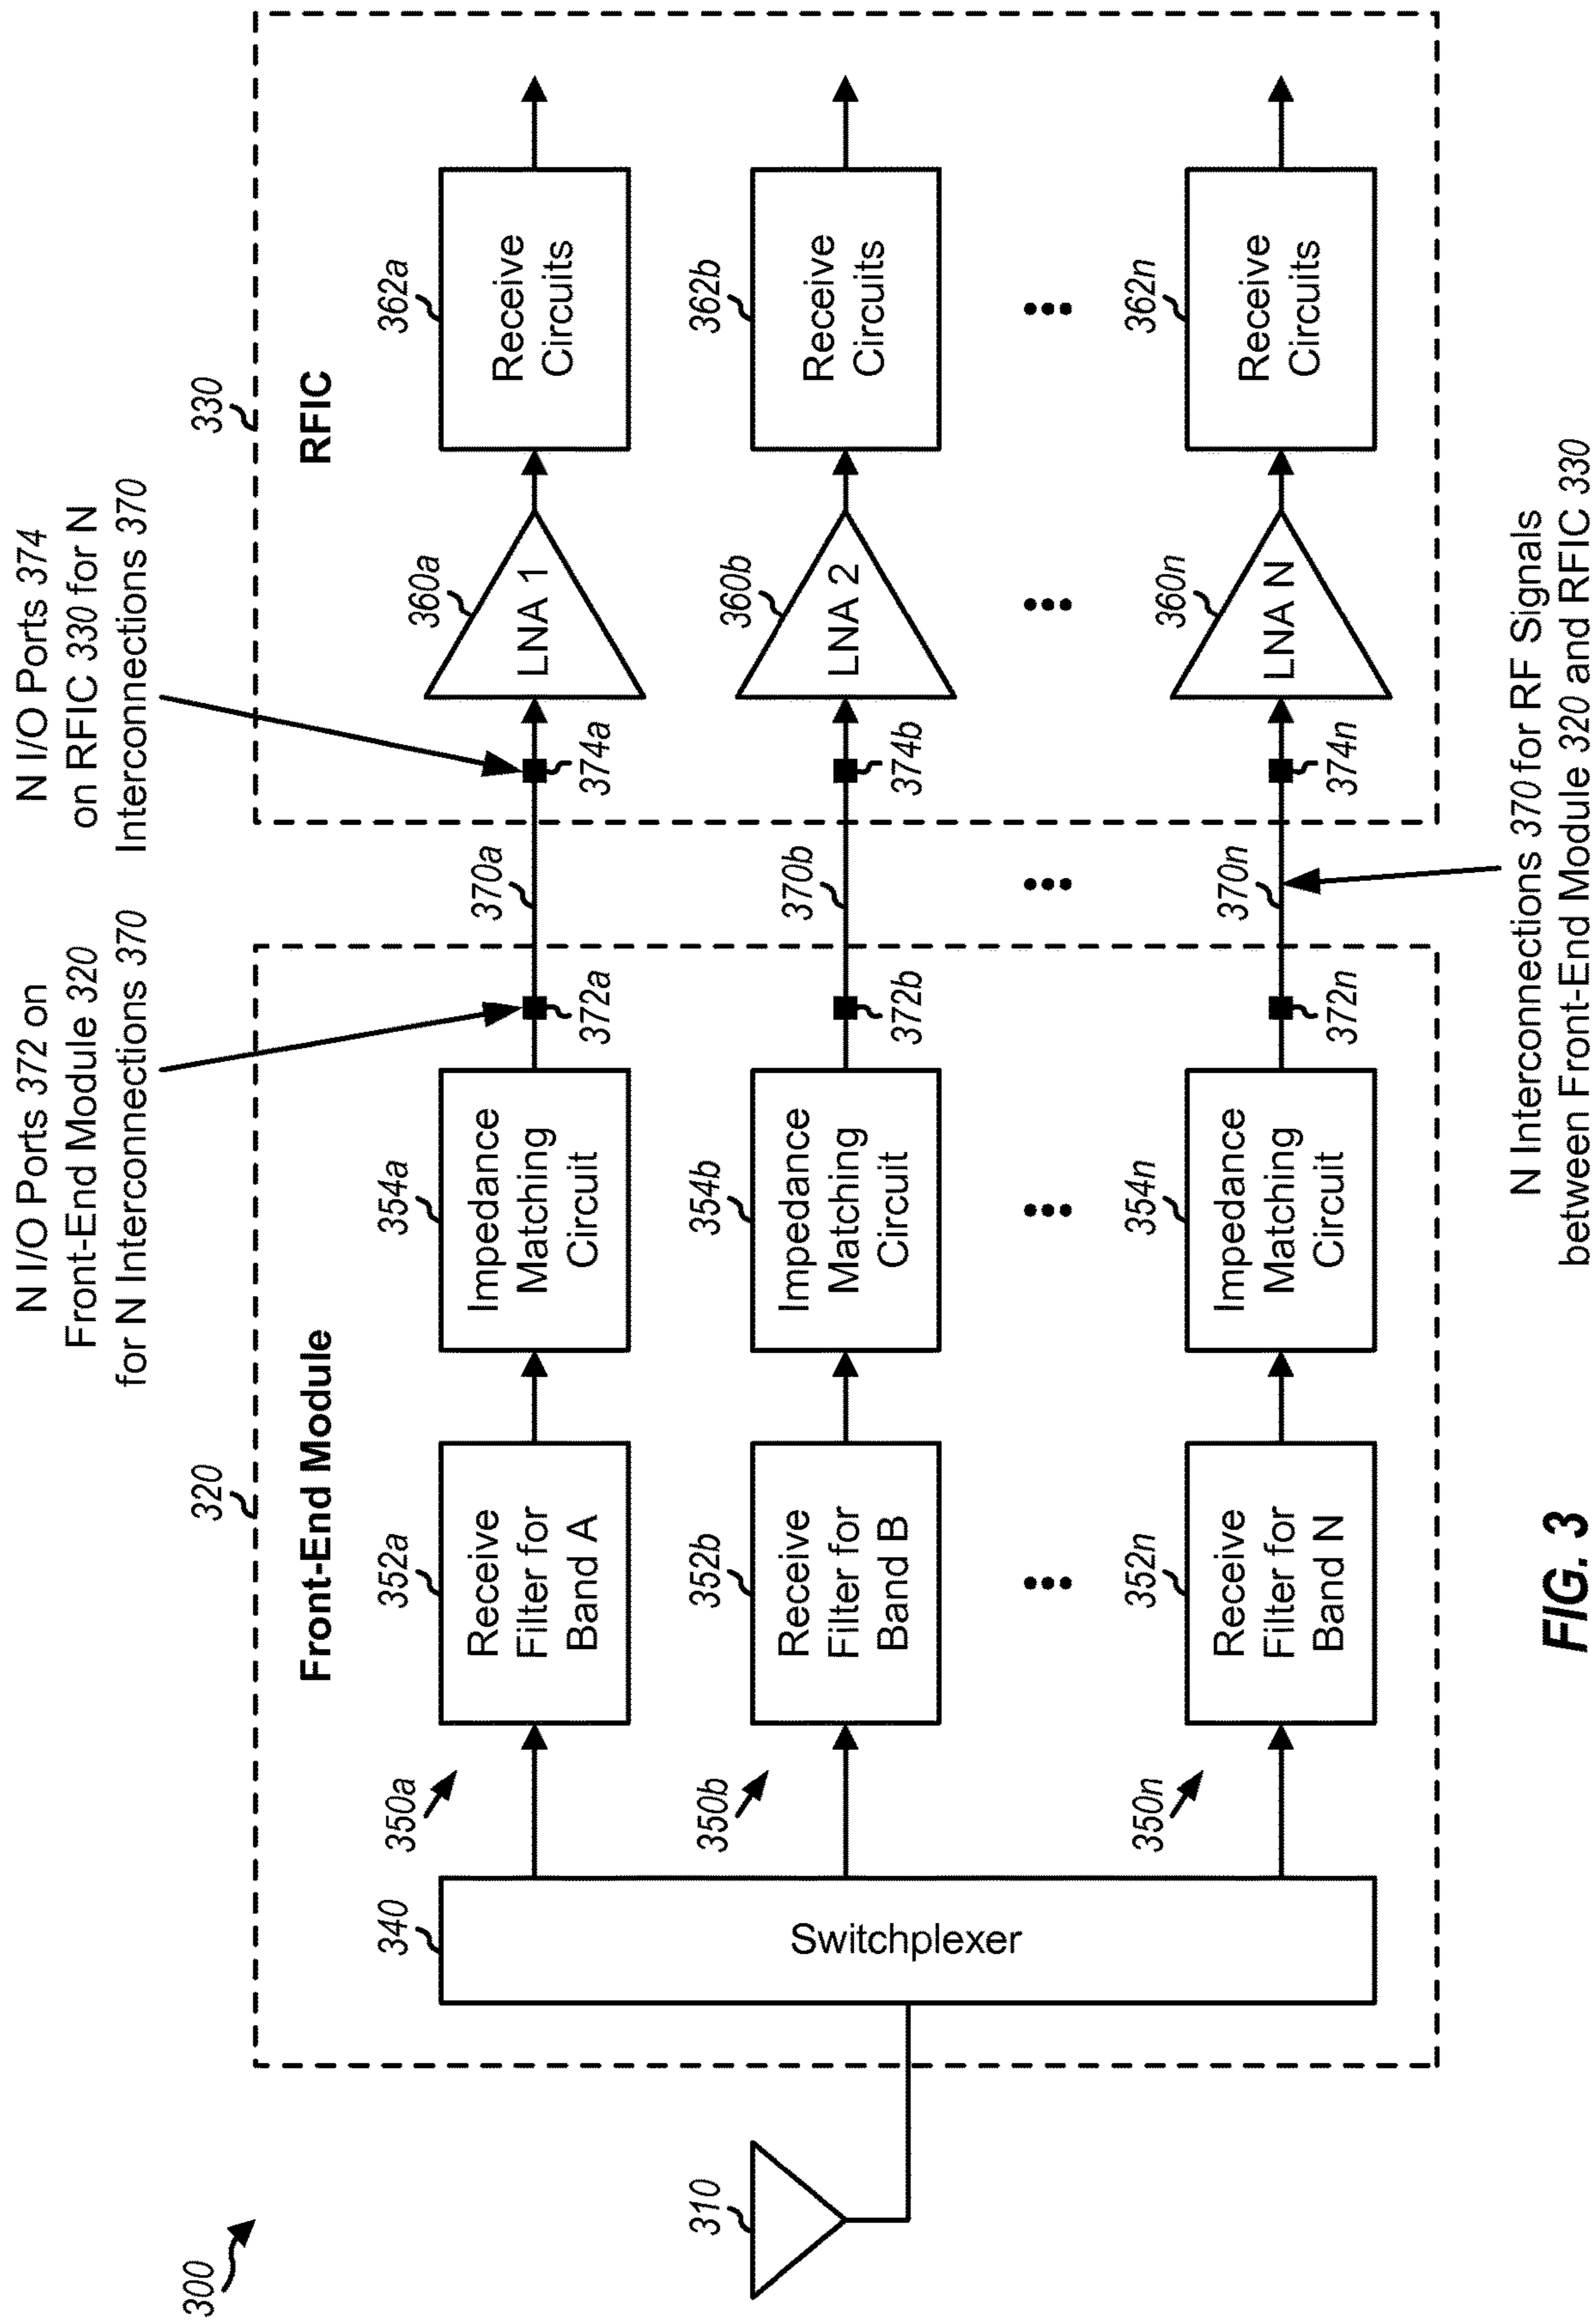 300
N I/O Ports 372 on
Front-End Module 320
for N Interconnections 370
N I/O Ports 374
on RFIC 330 for N
Interconnections 370
320
330
Front-End Module
RFIC
310
340
Switchplexer
350a
352a
Receive
Filter for
Band A
354a
Impedance
Matching
Circuit
372a
370a
374a
360a
LNA 1
362a
Receive
Circuits
350b
352b
Receive
Filter for
Band B
354b
Impedance
Matching
Circuit
372b
370b
374b
360b
LNA 2
362b
Receive
Circuits
350n
352n
Receive
Filter for
Band N
354n
Impedance
Matching
Circuit
372n
370n
374n
360n
LNA N
362n
Receive
Circuits
N Interconnections 370 for RF Signals
between Front-End Module 320 and RFIC 330
FIG. 3